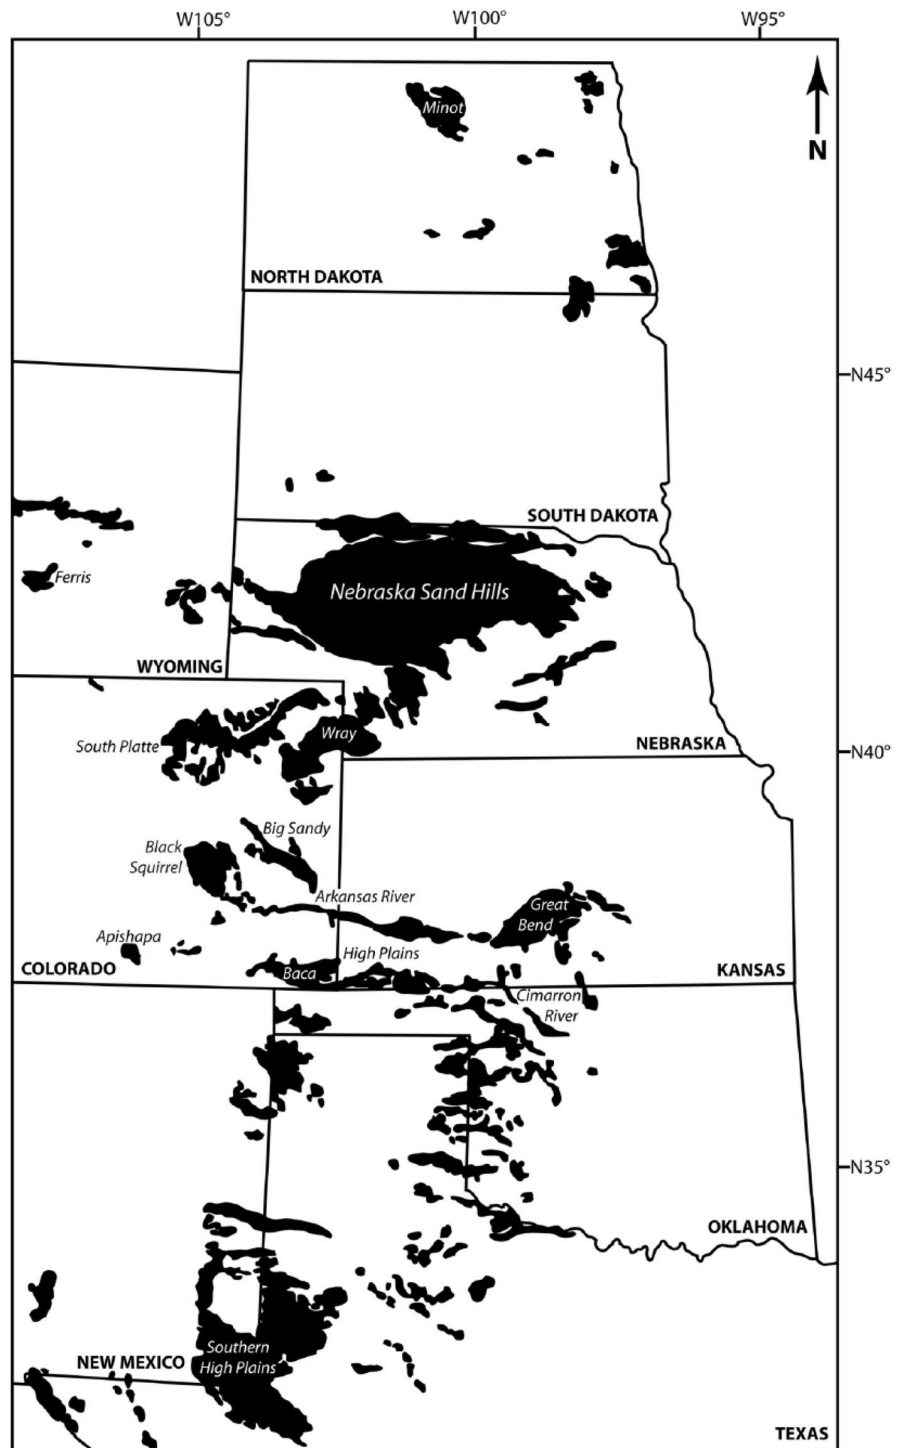 W105°
W100°
W95°
Minot
N
NORTH DAKOTA
N45°
SOUTH DAKOTA
Ferris
Nebraska Sand Hills
WYOMING
South Platte
Wray
NEBRASKA
N40°
Big Sandy
Black
Squirrel
Arkansas River
Great
Bend
Apishapa
High Plains
COLORADO
Baca
KANSAS
Cimarron
River
N35°
OKLAHOMA
Southern
High Plains
NEW MEXICO
TEXAS